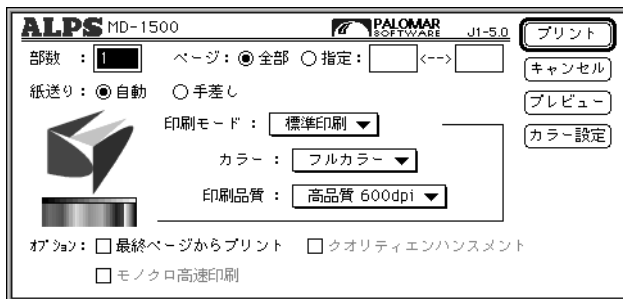 ALPS MD-1500 PALOMAR SOFTWARE J1-5.0 プリント
部数 : 1 ページ : 全部 指定 : <-->
キャンセル
紙送り : 自動 手差し
プレビュー
印刷モード : 標準印刷
カラー設定
カラー : フルカラー
印刷品質 : 高品質 600dpi
ｵﾌﾟｼｮﾝ : 最終ページからプリント クオリティエンハンスメント
モノクロ高速印刷